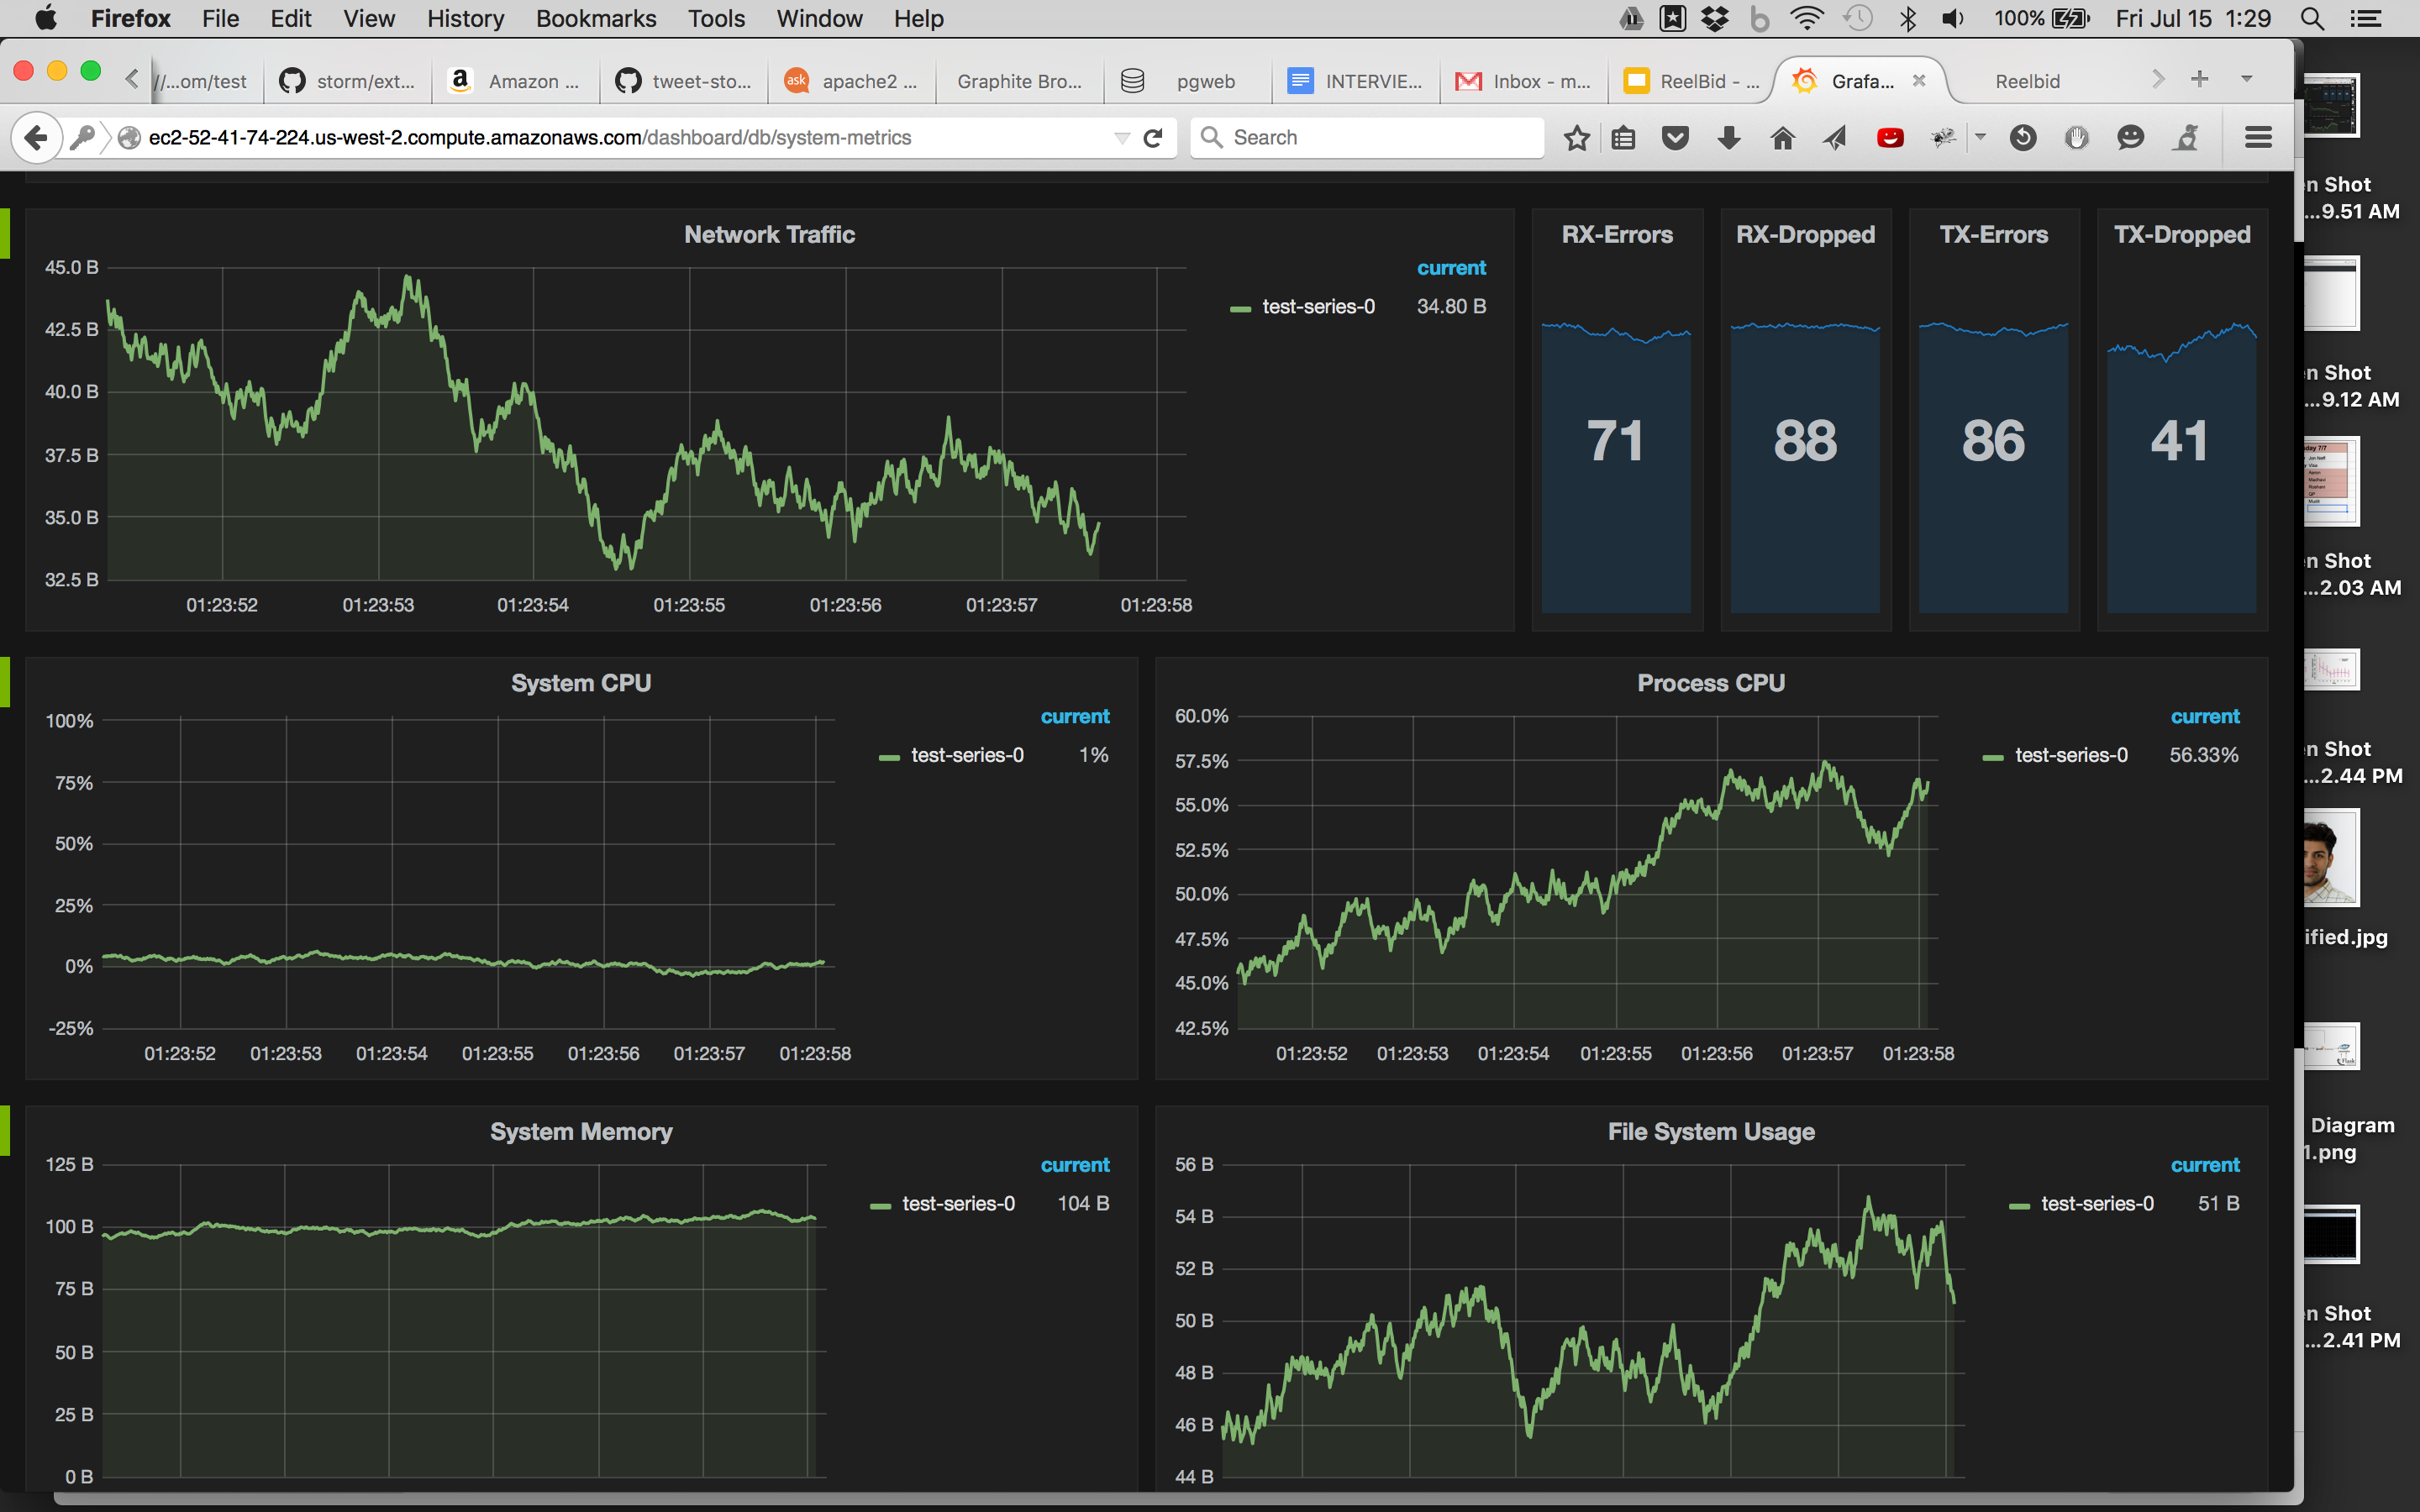 Firefox File Edit View History Bookmarks Tools Window Help 100% Fri Jul 15 1:29
//...om/test storm/ext... Amazon ... tweet-sto... ask apache2 ... Graphite Bro... pgweb INTERVIE... Inbox - m... ReelBid - ... Grafa... Reelbid
ec2-52-41-74-224.us-west-2.compute.amazonaws.com/dashboard/db/system-metrics Search
Network Traffic
45.0 B
42.5 B
40.0 B
37.5 B
35.0 B
32.5 B
01:23:52 01:23:53 01:23:54 01:23:55 01:23:56 01:23:57 01:23:58
current
test-series-0 34.80 B
RX-Errors
71
RX-Dropped
88
TX-Errors
86
TX-Dropped
41
System CPU
100%
75%
50%
25%
0%
-25%
01:23:52 01:23:53 01:23:54 01:23:55 01:23:56 01:23:57 01:23:58
current
test-series-0 1%
Process CPU
60.0%
57.5%
55.0%
52.5%
50.0%
47.5%
45.0%
42.5%
01:23:52 01:23:53 01:23:54 01:23:55 01:23:56 01:23:57 01:23:58
current
test-series-0 56.33%
System Memory
125 B
100 B
75 B
50 B
25 B
0 B
current
test-series-0 104 B
File System Usage
56 B
54 B
52 B
50 B
48 B
46 B
44 B
current
test-series-0 51 B
en Shot
...9.51 AM
en Shot
...9.12 AM
en Shot
...2.03 AM
en Shot
...2.44 PM
ified.jpg
Diagram
1.png
en Shot
...2.41 PM